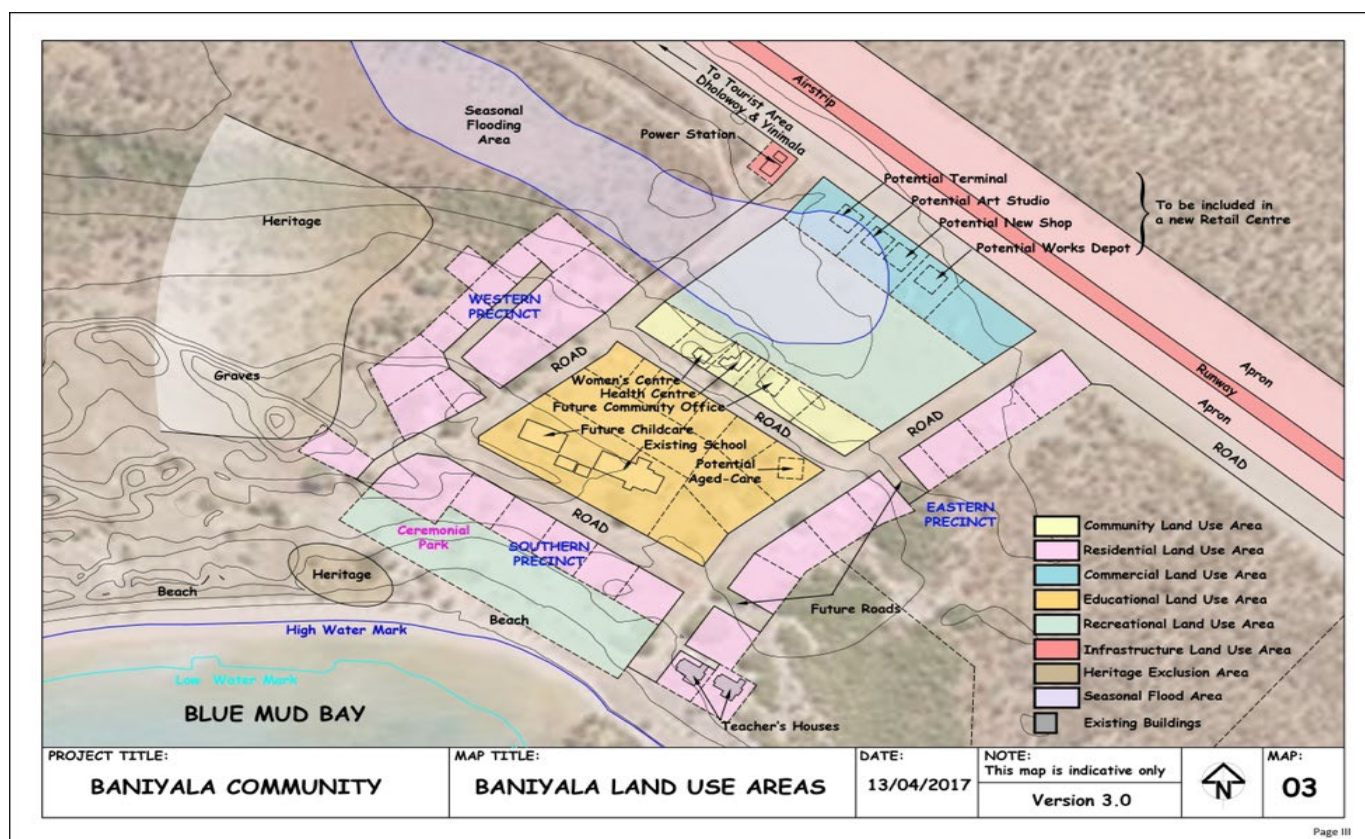 Airstrip
To Tourist Area
Dholowoy & Yinimala
Seasonal
Flooding
Area
Power Station
Potential Terminal
Potential Art Studio
Potential New Shop
Potential Works Depot
To be included in
a new Retail Centre
Heritage
WESTERN
PRECINCT
ROAD
Graves
Women's Centre
Health Centre
Future Community Office
Future Childcare
Existing School
Potential
Aged-Care
ROAD
ROAD
Apron
Runway
Apron
ROAD
Ceremonial
Park
ROAD
SOUTHERN
PRECINCT
EASTERN
PRECINCT
Heritage
Beach
Beach
High Water Mark
Future Roads
Low Water Mark
BLUE MUD BAY
Teacher's Houses
Community Land Use Area
Residential Land Use Area
Commercial Land Use Area
Educational Land Use Area
Recreational Land Use Area
Infrastructure Land Use Area
Heritage Exclusion Area
Seasonal Flood Area
Existing Buildings
PROJECT TITLE:
BANIYALA COMMUNITY
MAP TITLE:
BANIYALA LAND USE AREAS
DATE:
13/04/2017
NOTE:
This map is indicative only
Version 3.0
N
MAP:
03
Page III